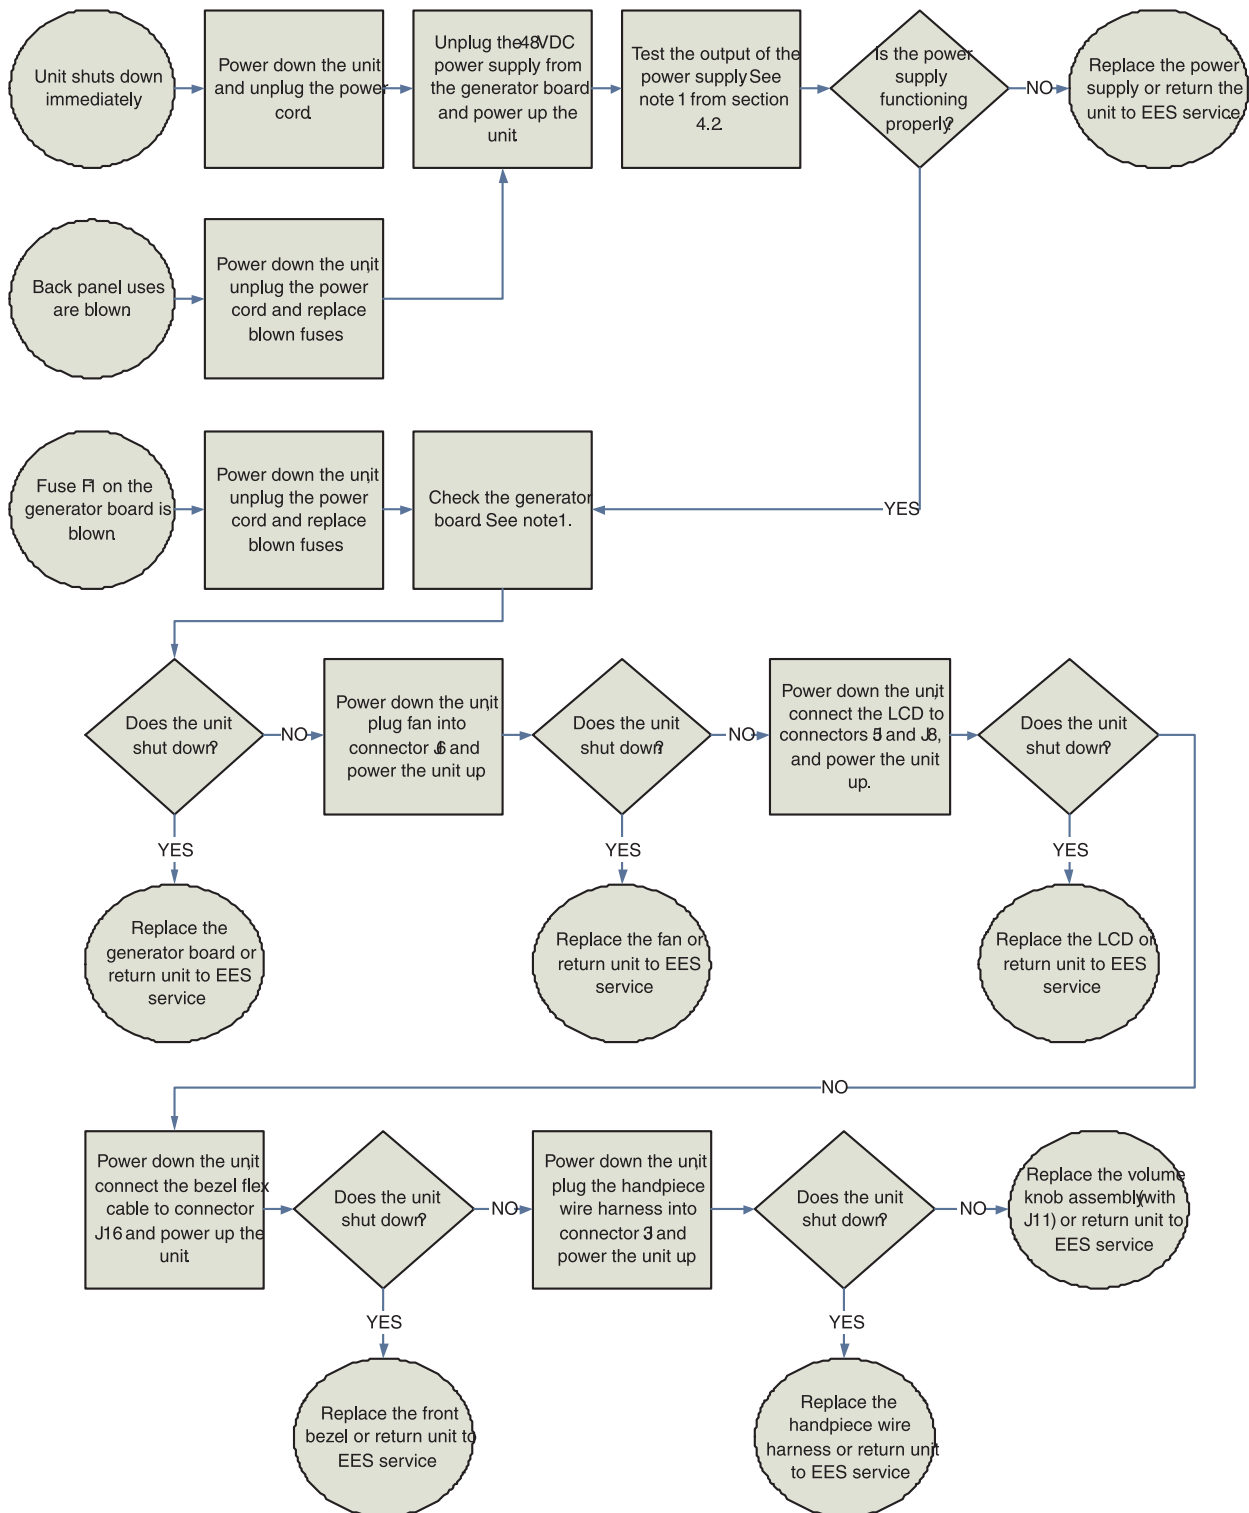 Unit shuts down
immediately
Power down the unit
and unplug the power
cord.
Unplug the 48VDC
power supply from
the generator board
and power up the
unit.
Test the output of the
power supply. See
note 1 from section
4.2.
Is the power
supply
functioning
properly?
NO
Replace the power
supply or return the
unit to EES service.
Back panel uses
are blown.
Power down the unit,
unplug the power
cord and replace
blown fuses
Fuse F1 on the
generator board is
blown.
Power down the unit,
unplug the power
cord and replace
blown fuses
Check the generator
board. See note 1.
YES
Does the unit
shut down?
NO
Power down the unit,
plug fan into
connector J6 and
power the unit up
Does the unit
shut down?
NO
Power down the unit,
connect the LCD to
connectors J5 and J8,
and power the unit
up.
Does the unit
shut down?
YES
YES
YES
Replace the
generator board or
return unit to EES
service
Replace the fan or
return unit to EES
service
Replace the LCD or
return unit to EES
service
NO
Power down the unit,
connect the bezel flex
cable to connector
J16 and power up the
unit.
Does the unit
shut down?
NO
Power down the unit,
plug the handpiece
wire harness into
connector J3 and
power the unit up
Does the unit
shut down?
NO
Replace the volume
knob assembly (with
J11) or return unit to
EES service
YES
YES
Replace the front
bezel or return unit to
EES service
Replace the
handpiece wire
harness or return unit
to EES service